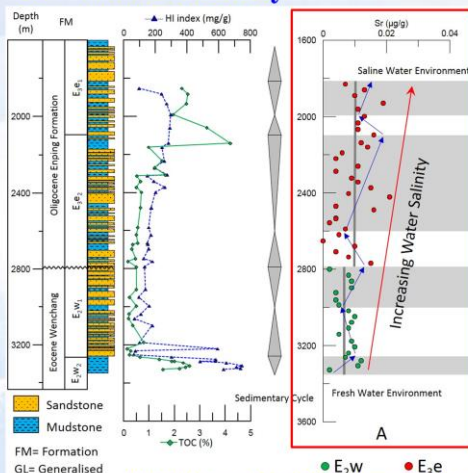 Depth (m)
FM
HI index (mg/g)
0 200 400 600 800
Sr (µg/g)
0 0.02 0.04
1600
Saline Water Environment
2000
2400
2800
3200
3600
Oligocene Enping Formation
Eocene Wenchang
E₃e₁
E₃e₂
E₂w₁
E₂w₂
2000
2400
2800
3200
Increasing Water Salinity
Fresh Water Environment
A
Sedimentary Cycle
0 1 2 3 4 5
TOC (%)
Sandstone
Mudstone
FM= Formation
GL= Generalised
E₂w E₃e